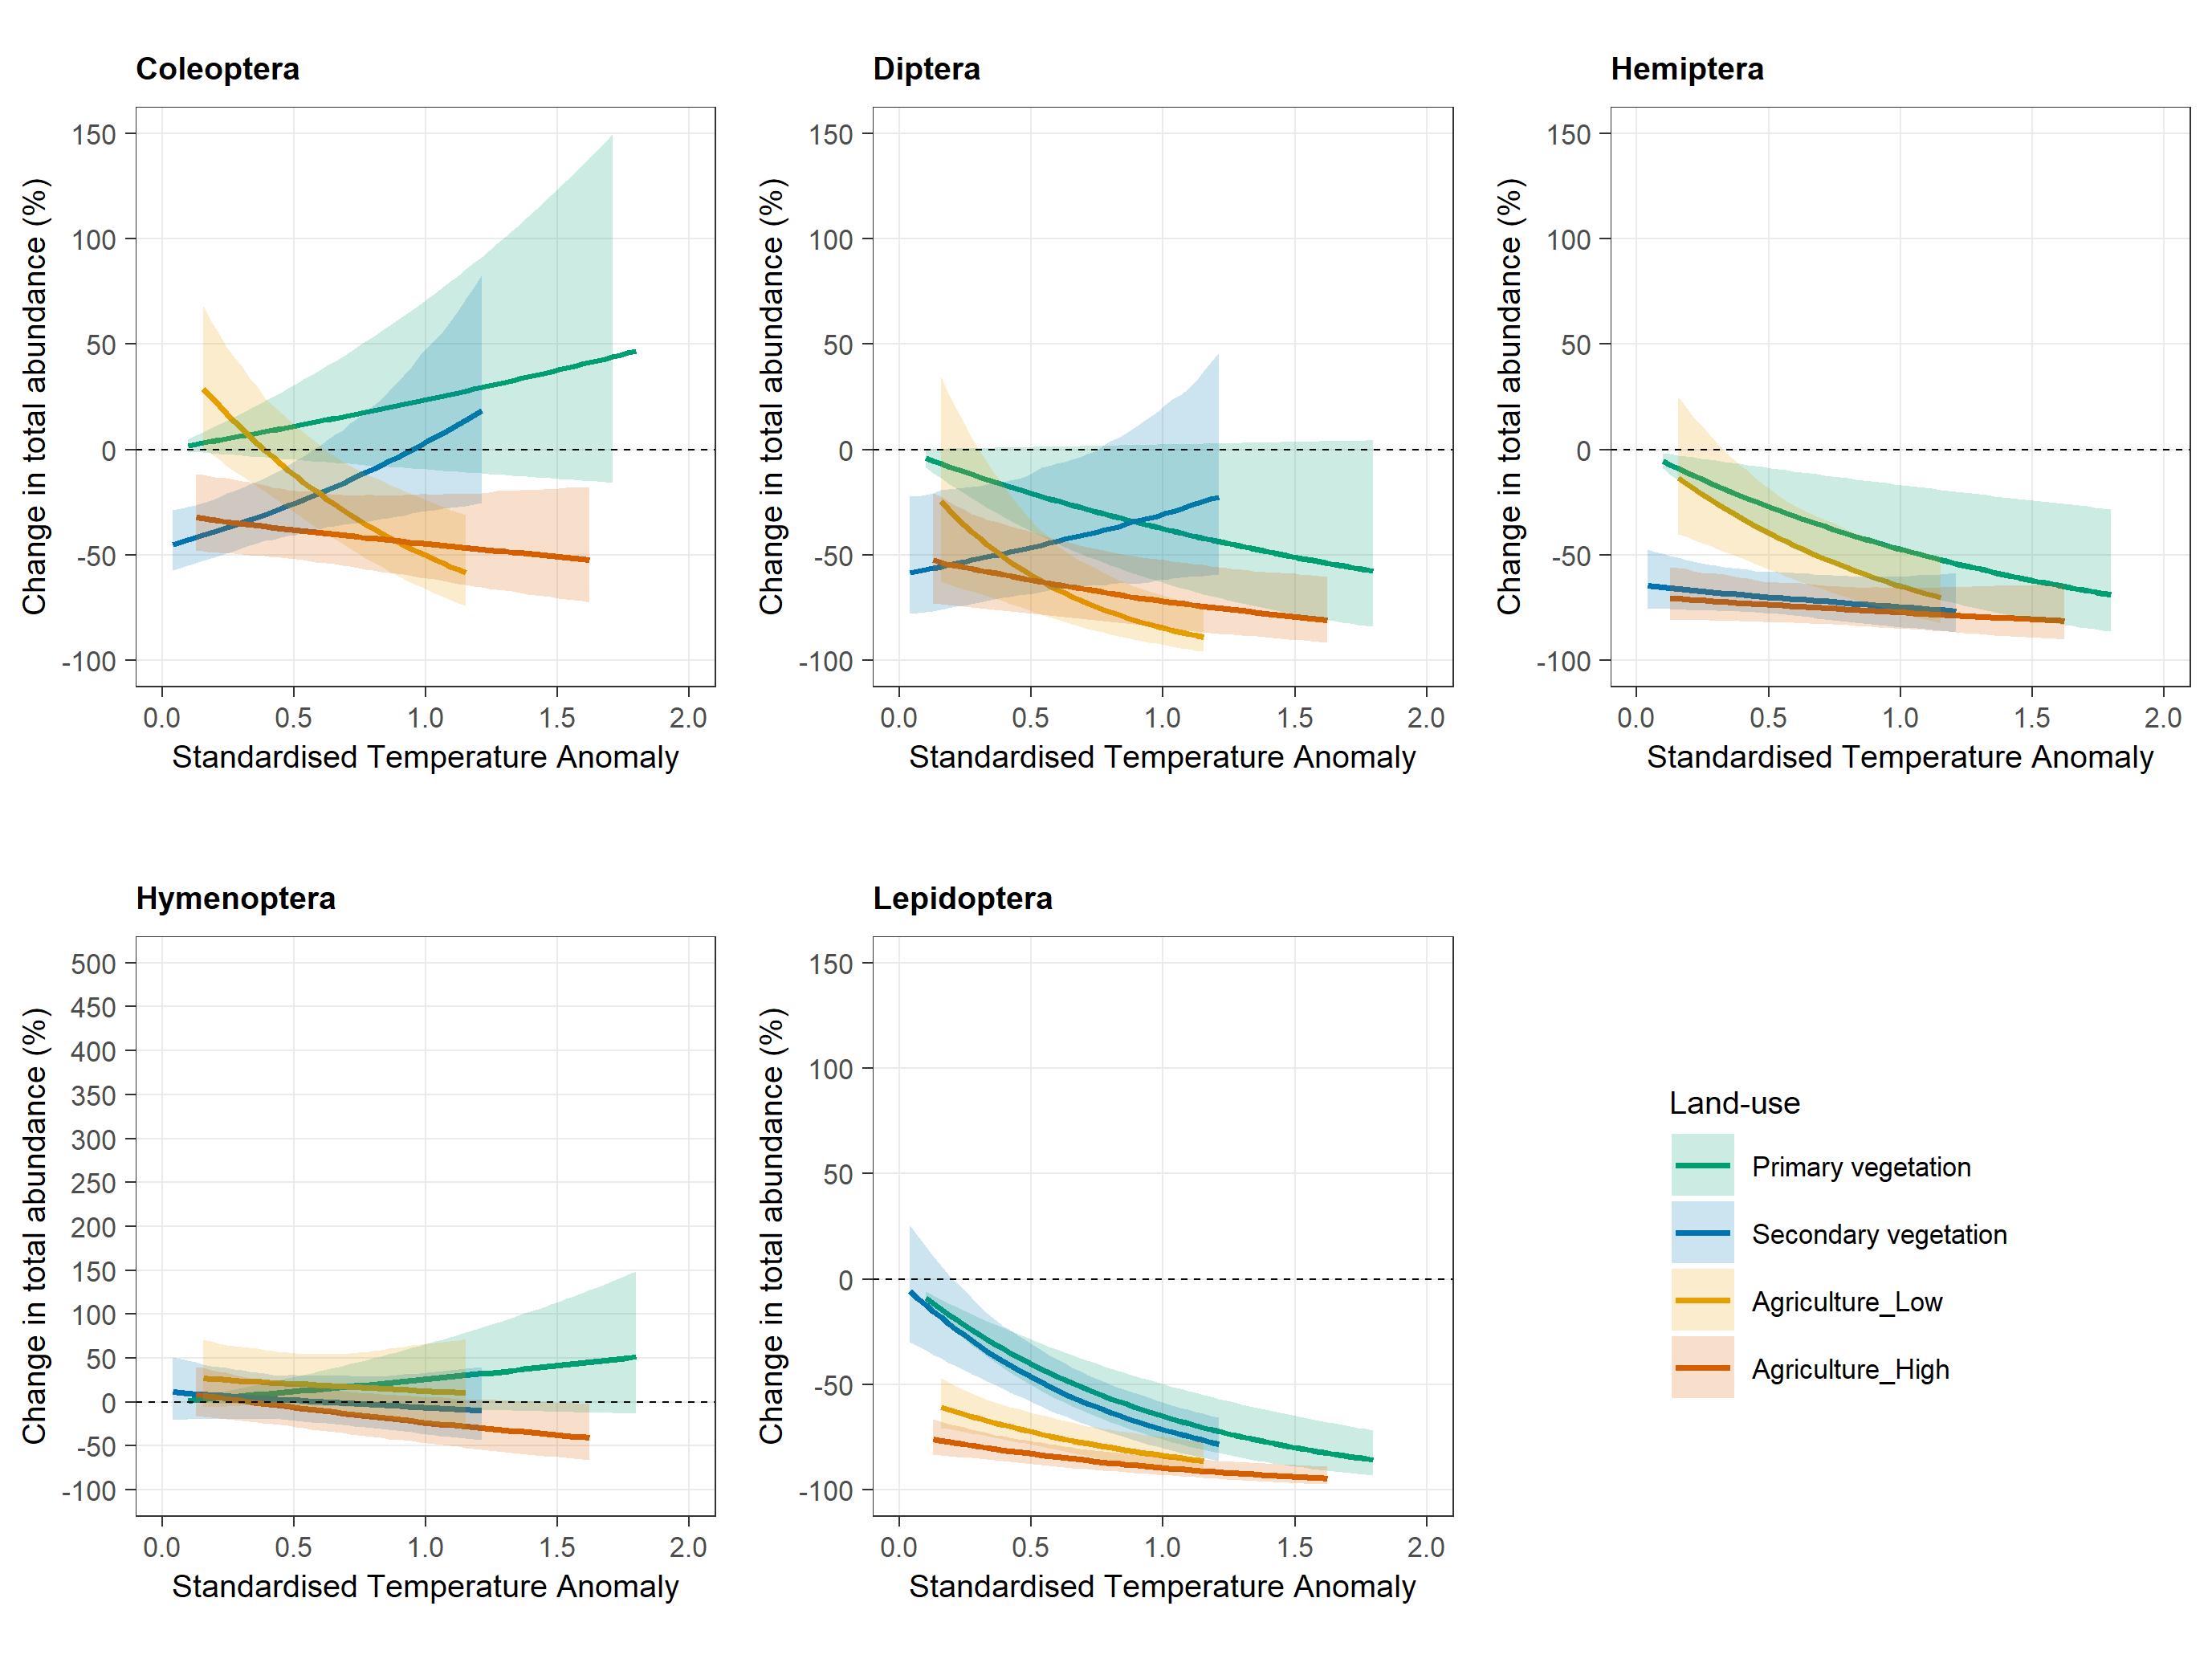 Coleoptera
Change in total abundance (%)
150
100
50
0
-50
-100
0.0 0.5 1.0 1.5 2.0
Standardised Temperature Anomaly
Diptera
Change in total abundance (%)
150
100
50
0
-50
-100
0.0 0.5 1.0 1.5 2.0
Standardised Temperature Anomaly
Hemiptera
Change in total abundance (%)
150
100
50
0
-50
-100
0.0 0.5 1.0 1.5 2.0
Standardised Temperature Anomaly
Hymenoptera
Change in total abundance (%)
500
450
400
350
300
250
200
150
100
50
0
-50
-100
0.0 0.5 1.0 1.5 2.0
Standardised Temperature Anomaly
Lepidoptera
Change in total abundance (%)
150
100
50
0
-50
-100
0.0 0.5 1.0 1.5 2.0
Standardised Temperature Anomaly
Land-use
Primary vegetation
Secondary vegetation
Agriculture_Low
Agriculture_High